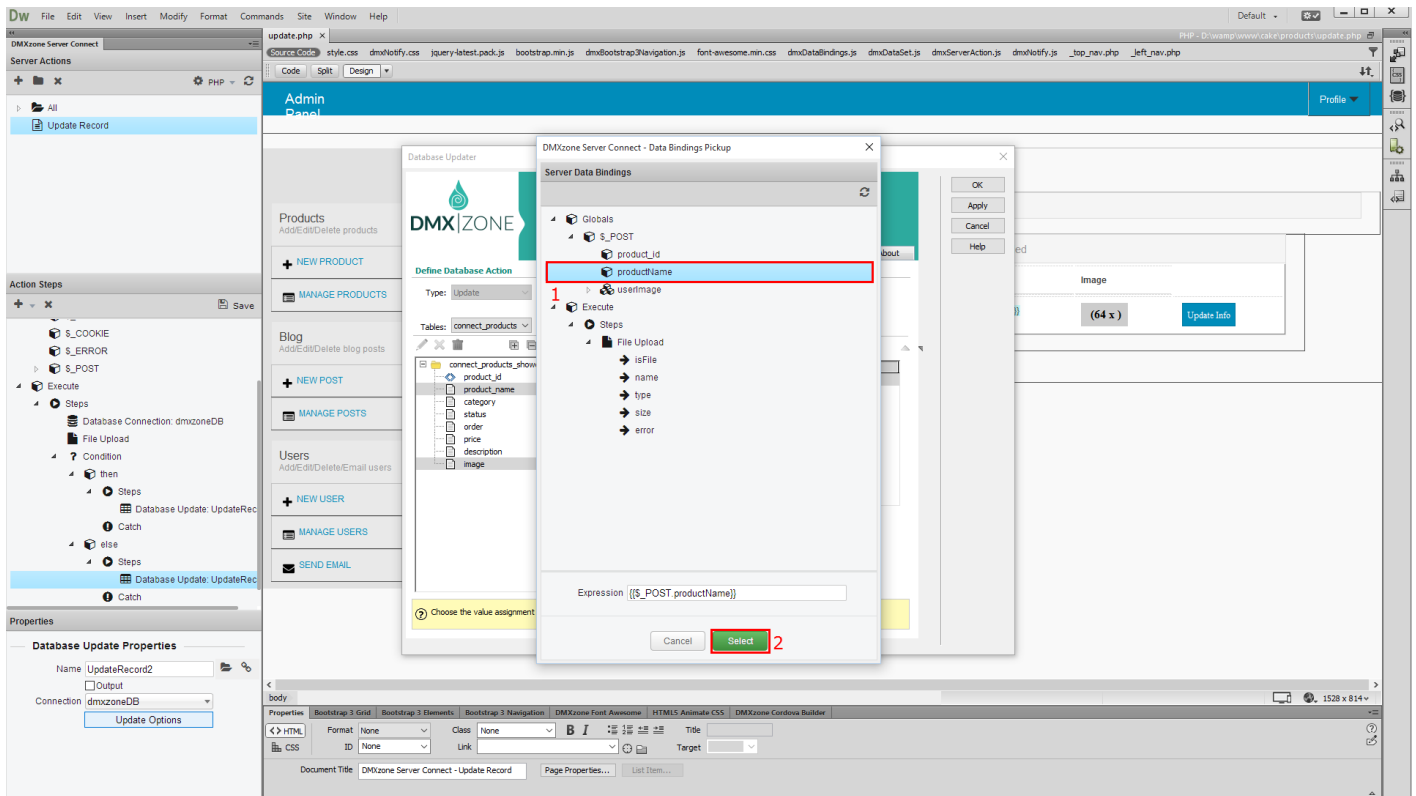 DW File Edit View Insert Modify Format Commands Site Window Help Default
DMXzone Server Connect
Server Actions
PHP
All
Update Record
Action Steps
Save
$_COOKIE
$_ERROR
$_POST
Execute
Steps
Database Connection: dmxzoneDB
File Upload
? Condition
then
Steps
Database Update: UpdateRec
Catch
else
Steps
Database Update: UpdateRec
Catch
Properties
Database Update Properties
Name UpdateRecord2
Output
Connection dmxzoneDB
Update Options
update.php × PHP - D:\wamp\www\cake\products\update.php
Source Code style.css dmxNotify.css jquery-latest.pack.js bootstrap.min.js dmxBootstrap3Navigation.js font-awesome.min.css dmxDataBindings.js dmxDataSet.js dmxServerAction.js dmxNotify.js _top_nav.php _left_nav.php
Code Split Design
Admin
Panel
Profile
Products
Add/Edit/Delete products
NEW PRODUCT
MANAGE PRODUCTS
Blog
Add/Edit/Delete blog posts
NEW POST
MANAGE POSTS
Users
Add/Edit/Delete/Email users
NEW USER
MANAGE USERS
SEND EMAIL
Database Updater
DMX|ZONE
About
Define Database Action
Type: Update
Tables: connect_products
connect_products_show
product_id
product_name
category
status
order
price
description
image
? Choose the value assignment
OK
Apply
Cancel
Help
DMXzone Server Connect - Data Bindings Pickup
Server Data Bindings
Globals
$_POST
product_id
productName
1
userImage
Execute
Steps
File Upload
isFile
name
type
size
error
Expression {{$_POST.productName}}
Cancel Select 2
ed
Image
}}
(64 x )
Update Info
body 1528 x 814
Properties Bootstrap 3 Grid Bootstrap 3 Elements Bootstrap 3 Navigation DMXzone Font Awesome HTML5 Animate CSS DMXzone Cordova Builder
<> HTML Format None Class None B I Title
CSS ID None Link Target
Document Title DMXzone Server Connect - Update Record Page Properties... List Item...